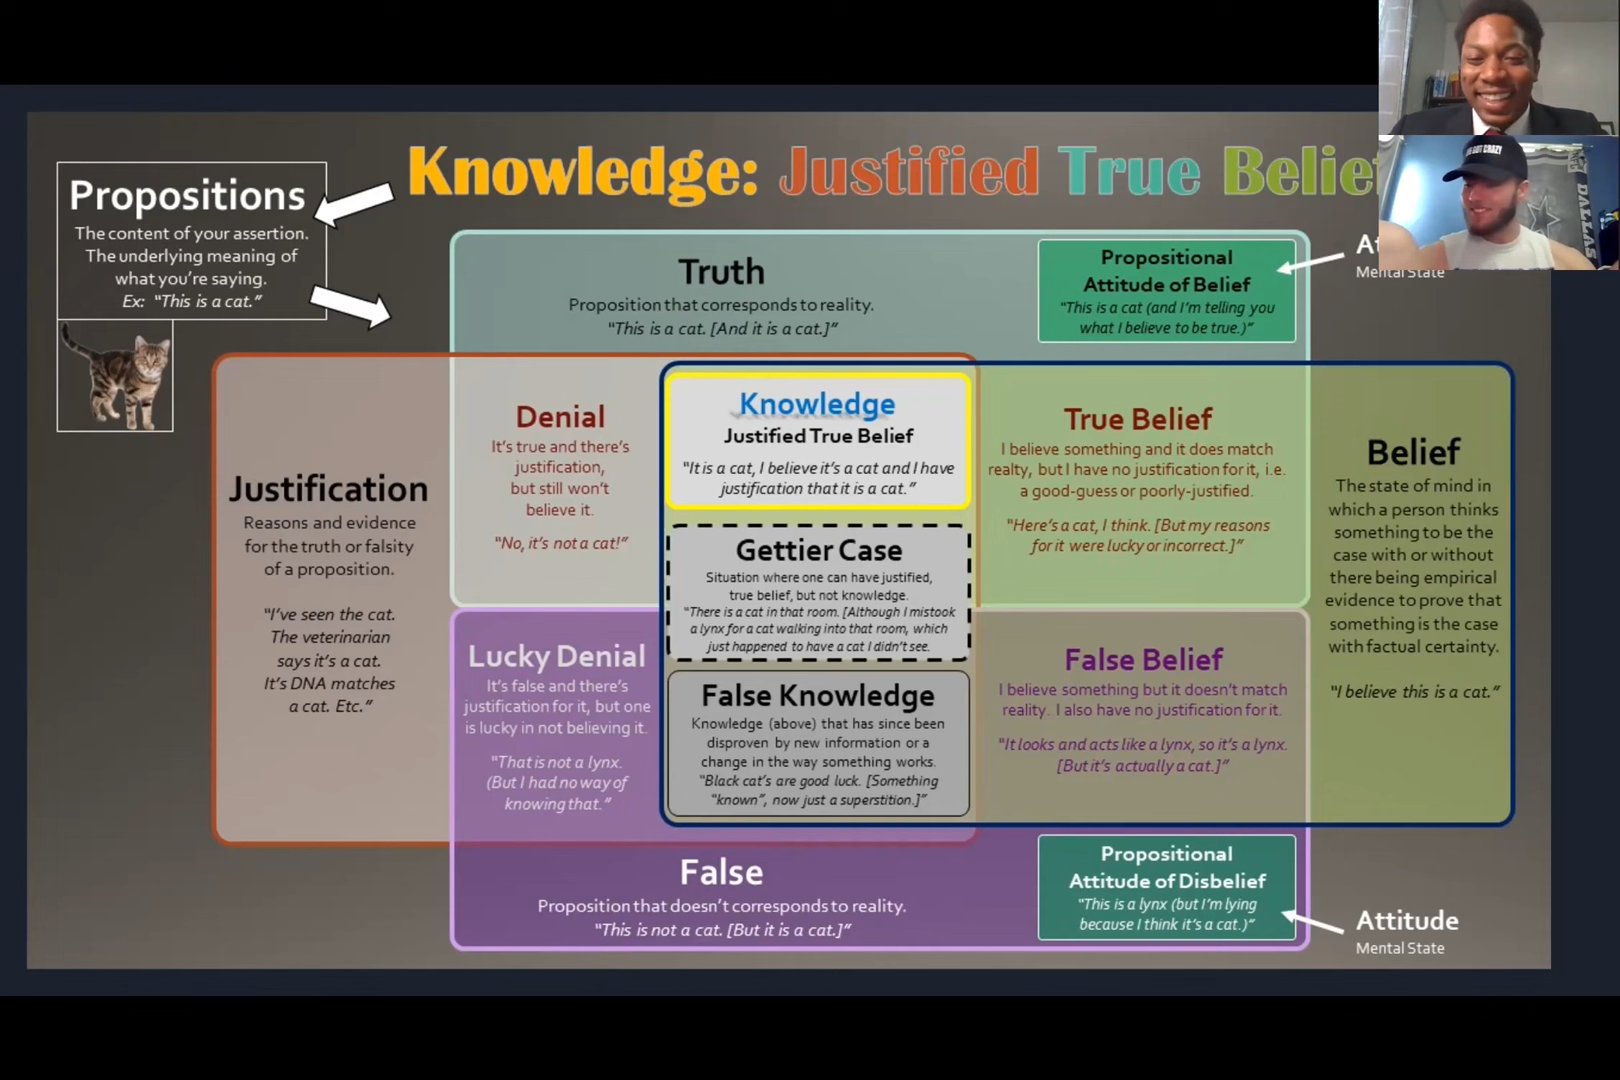 Knowledge: Justified True Belief
Propositions
The content of your assertion.
The underlying meaning of
what you're saying.
Ex: "This is a cat."
Truth
Proposition that corresponds to reality.
"This is a cat. [And it is a cat.]"
Propositional
Attitude of Belief
"This is a cat (and I'm telling you
what I believe to be true.)"
At
Mental State
Justification
Reasons and evidence
for the truth or falsity
of a proposition.
"I've seen the cat.
The veterinarian
says it's a cat.
It's DNA matches
a cat. Etc."
Denial
It's true and there's
justification,
but still won't
believe it.
"No, it's not a cat!"
Knowledge
Justified True Belief
"It is a cat, I believe it's a cat and I have
justification that it is a cat."
Gettier Case
Situation where one can have justified,
true belief, but not knowledge.
"There is a cat in that room. [Although I mistook
a lynx for a cat walking into that room, which
just happened to have a cat I didn't see.
True Belief
I believe something and it does match
realty, but I have no justification for it, i.e.
a good-guess or poorly-justified.
"Here's a cat, I think. [But my reasons
for it were lucky or incorrect.]"
Belief
The state of mind in
which a person thinks
something to be the
case with or without
there being empirical
evidence to prove that
something is the case
with factual certainty.
"I believe this is a cat."
Lucky Denial
It's false and there's
justification for it, but one
is lucky in not believing it.
"That is not a lynx.
(But I had no way of
knowing that."
False Knowledge
Knowledge (above) that has since been
disproven by new information or a
change in the way something works.
"Black cat's are good luck. [Something
"known", now just a superstition.]"
False Belief
I believe something but it doesn't match
reality. I also have no justification for it.
"It looks and acts like a lynx, so it's a lynx.
[But it's actually a cat.]"
False
Proposition that doesn't corresponds to reality.
"This is not a cat. [But it is a cat.]"
Propositional
Attitude of Disbelief
"This is a lynx (but I'm lying
because I think it's a cat.)"
Attitude
Mental State
GOT CRAZY
DALLAS